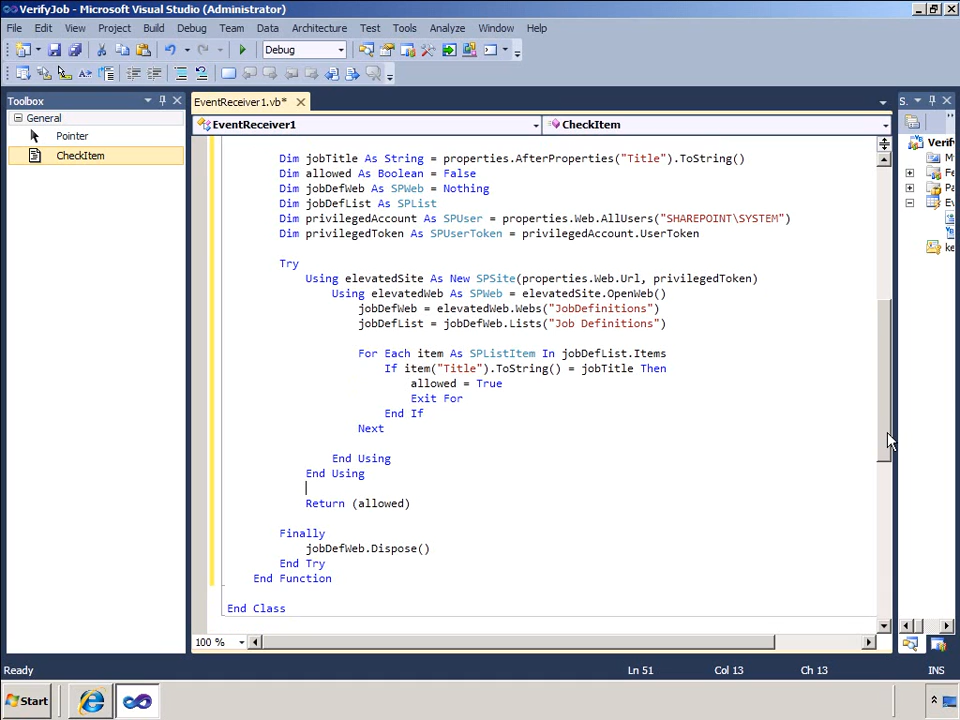 VerifyJob - Microsoft Visual Studio (Administrator)
File Edit View Project Build Debug Team Data Architecture Test Tools Analyze Window Help
Debug
Toolbox
General
Pointer
CheckItem
EventReceiver1.vb*
EventReceiver1
CheckItem
Dim jobTitle As String = properties.AfterProperties("Title").ToString()
Dim allowed As Boolean = False
Dim jobDefWeb As SPWeb = Nothing
Dim jobDefList As SPList
Dim privilegedAccount As SPUser = properties.Web.AllUsers("SHAREPOINT\SYSTEM")
Dim privilegedToken As SPUserToken = privilegedAccount.UserToken
Try
Using elevatedSite As New SPSite(properties.Web.Url, privilegedToken)
Using elevatedWeb As SPWeb = elevatedSite.OpenWeb()
jobDefWeb = elevatedWeb.Webs("JobDefinitions")
jobDefList = jobDefWeb.Lists("Job Definitions")
For Each item As SPListItem In jobDefList.Items
If item("Title").ToString() = jobTitle Then
allowed = True
Exit For
End If
Next
End Using
End Using
Return (allowed)
Finally
jobDefWeb.Dispose()
End Try
End Function
End Class
100 %
S.
Verif
M
Fe
R
Ev
ke
Ready
Ln 51
Col 13
Ch 13
INS
Start